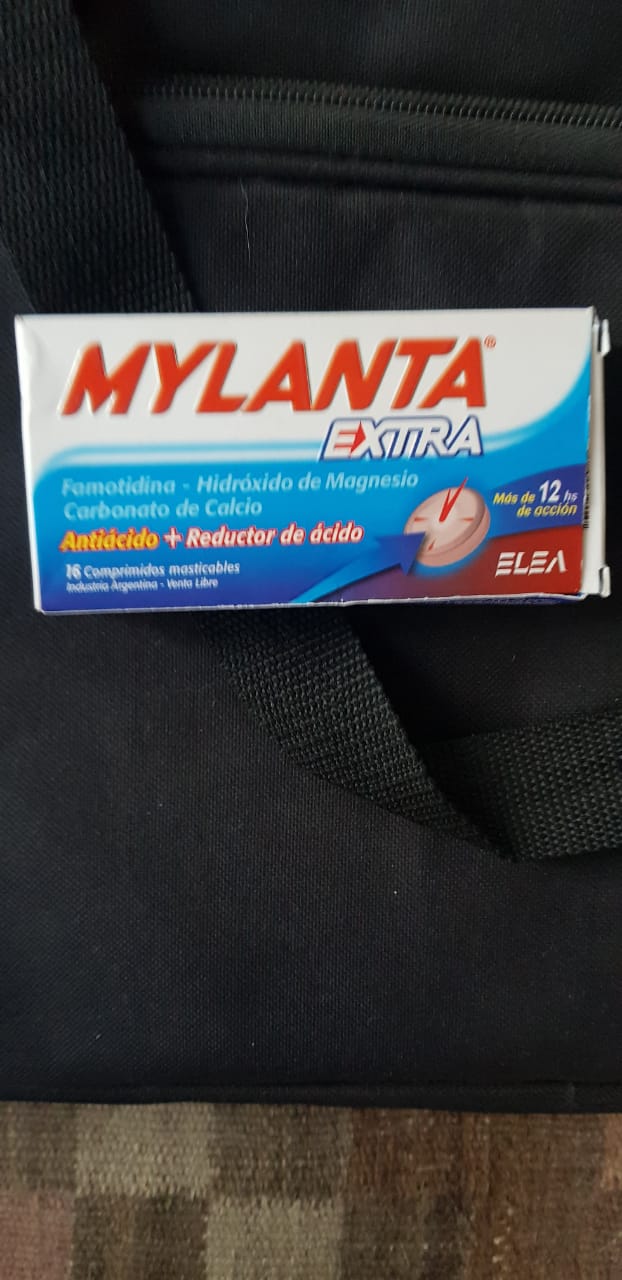 MYLANTA®
EXTRA
Famotidina - Hidróxido de Magnesio
Carbonato de Calcio
Antiácido + Reductor de ácido
16 Comprimidos masticables
Industria Argentina - Venta Libre
Más de 12 hs
de acción
ELEA